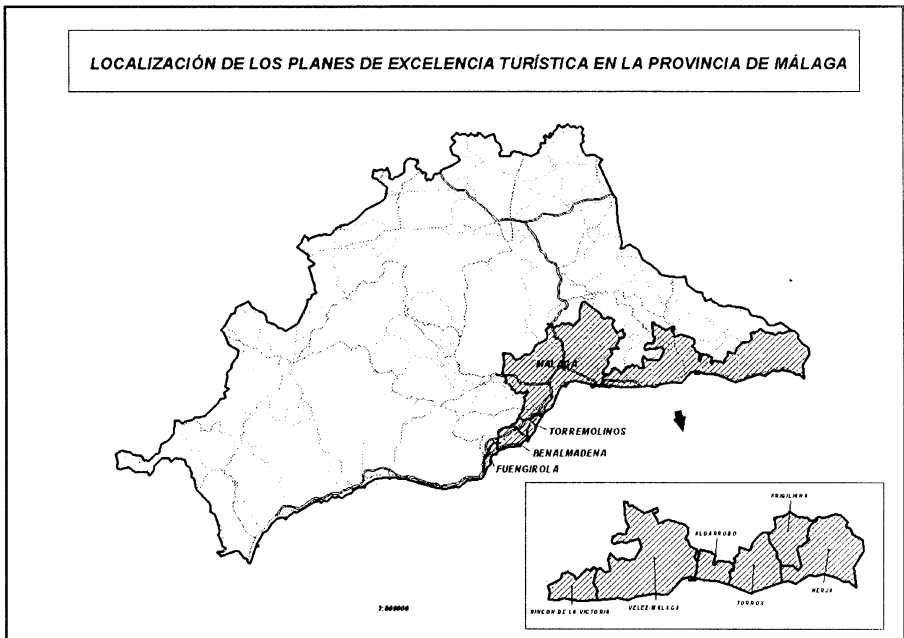 LOCALIZACIÓN DE LOS PLANES DE EXCELENCIA TURÍSTICA EN LA PROVINCIA DE MÁLAGA
MALAGA
TORREMOLINOS
BENALMADENA
FUENGIROLA
FRIGILIANA
ALGARROBO
RINCON DE LA VICTORIA
VELEZ-MALAGA
TORROX
NERJA